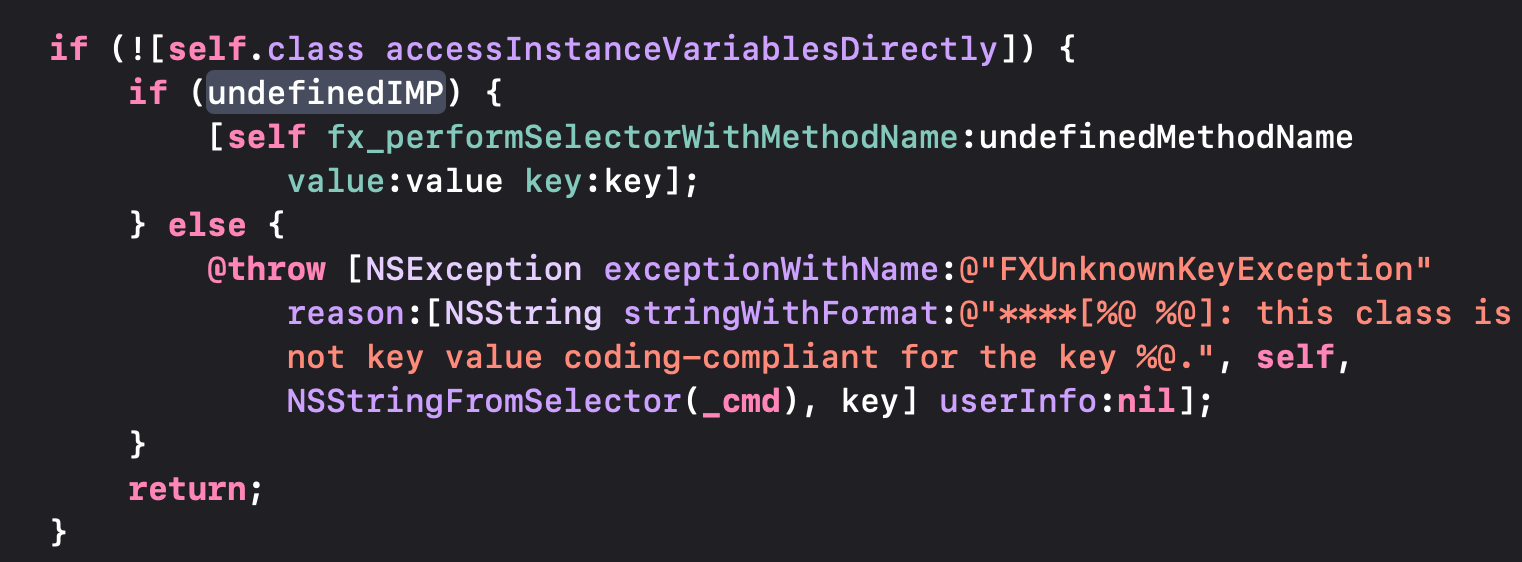 if (![self.class accessInstanceVariablesDirectly]) {
    if (undefinedIMP) {
        [self fx_performSelectorWithMethodName:undefinedMethodName
            value:value key:key];
    } else {
        @throw [NSException exceptionWithName:@"FXUnknownKeyException"
            reason:[NSString stringWithFormat:@"****[%@ %@]: this class is
            not key value coding-compliant for the key %@.", self,
            NSStringFromSelector(_cmd), key] userInfo:nil];
    }
    return;
}